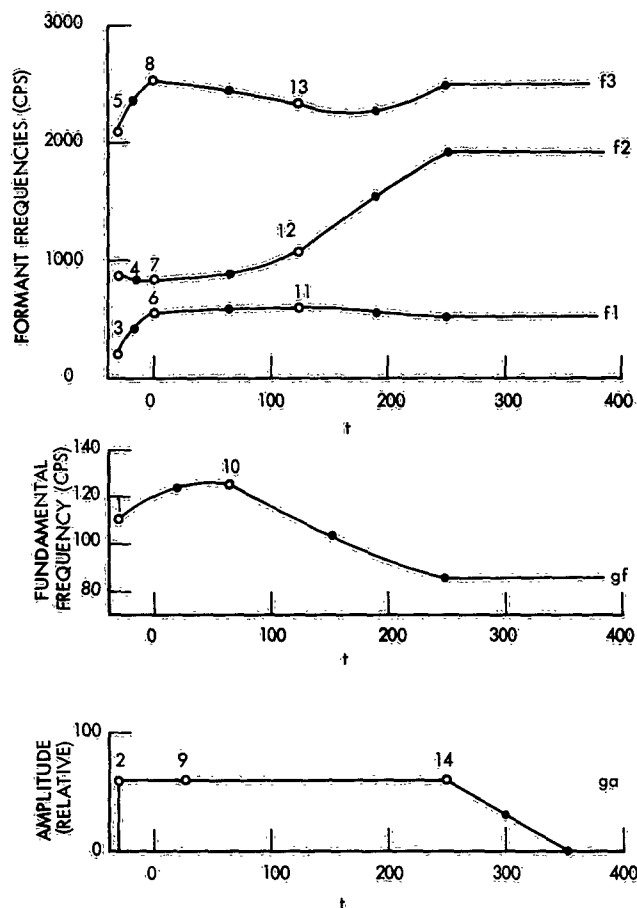 FORMANT FREQUENCIES (CPS)
3000
2000
1000
0
5
8
13
f3
4
7
12
f2
3
6
11
f1
0 100 200 300 400
t
FUNDAMENTAL
FREQUENCY (CPS)
140
120
100
80
1
10
gf
0 100 200 300 400
t
AMPLITUDE
(RELATIVE)
100
0
2
9
14
ga
0 100 200 300 400
t